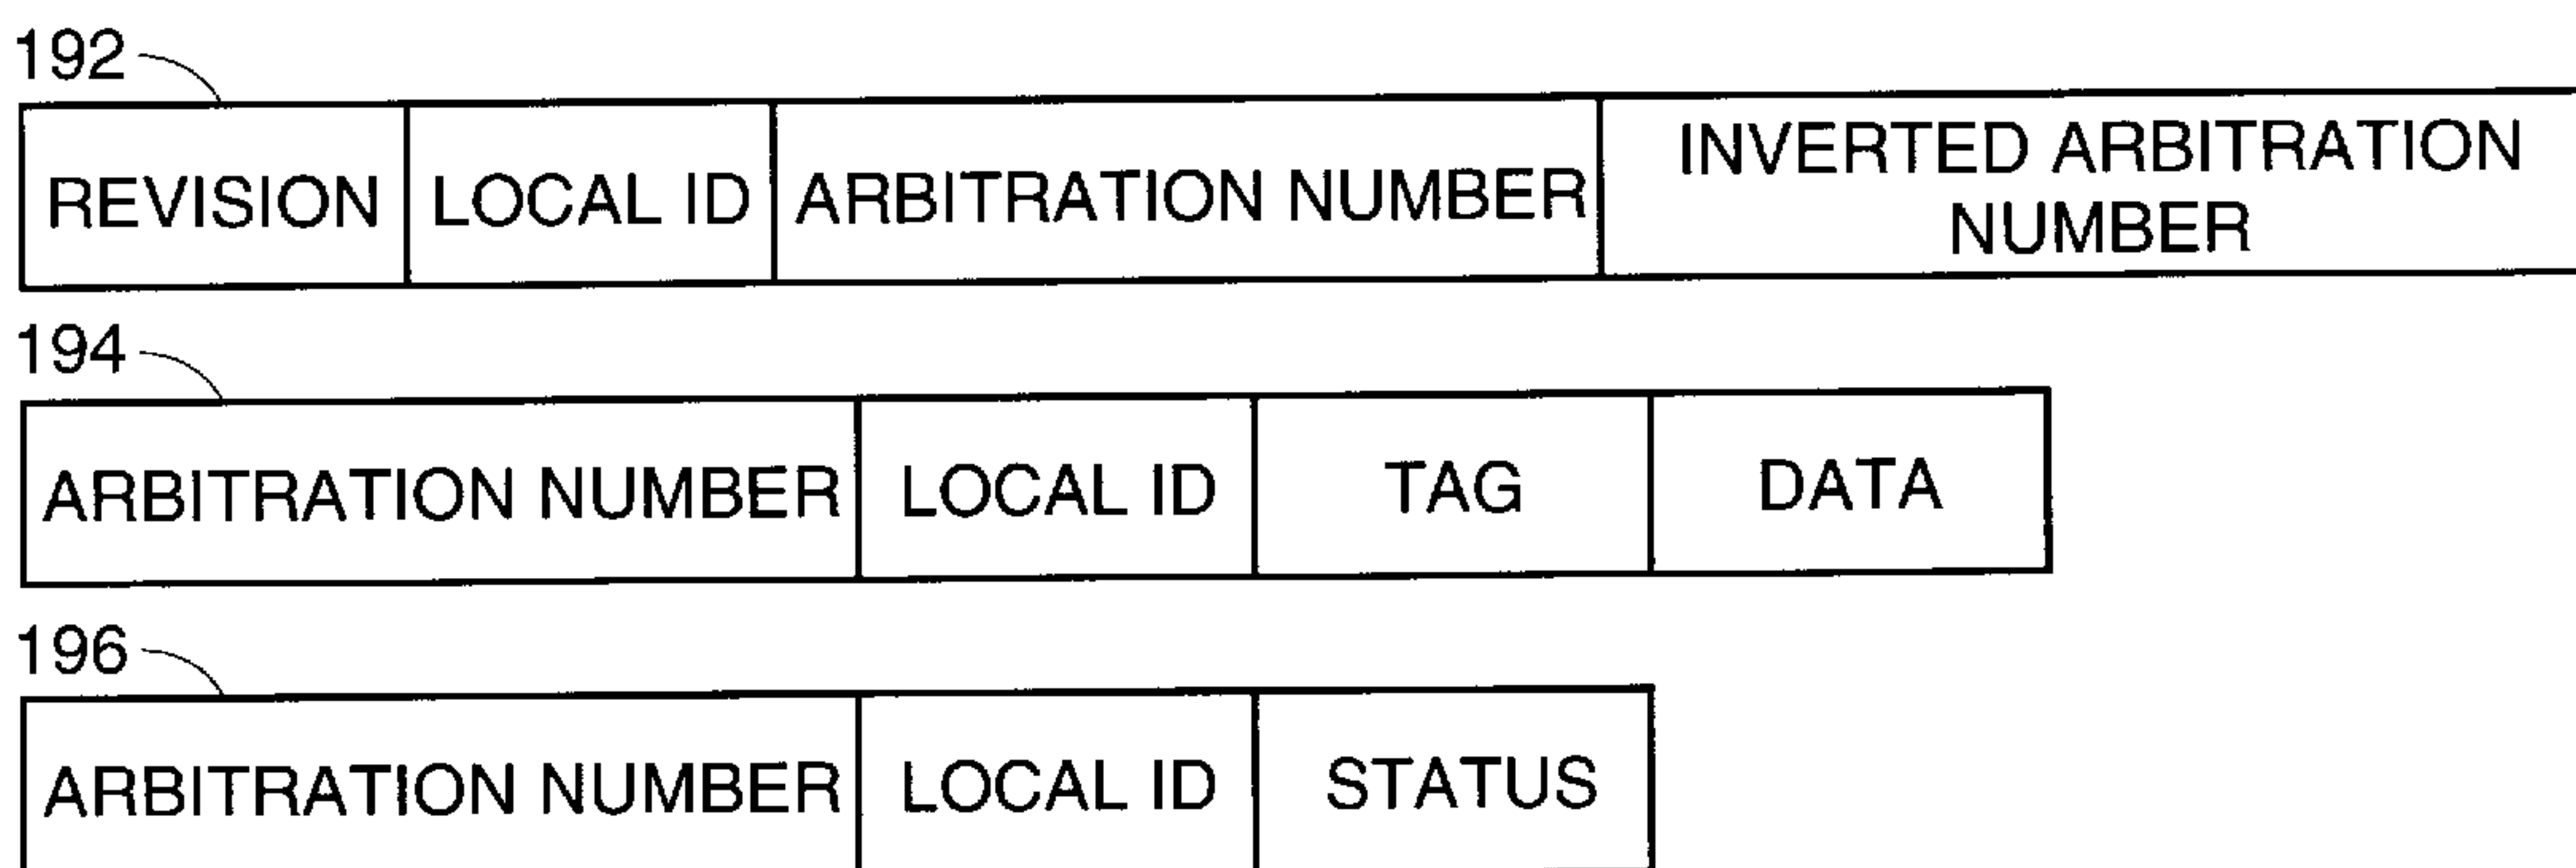 192
REVISION LOCAL ID ARBITRATION NUMBER INVERTED ARBITRATION
NUMBER
194
ARBITRATION NUMBER LOCAL ID TAG DATA
196
ARBITRATION NUMBER LOCAL ID STATUS